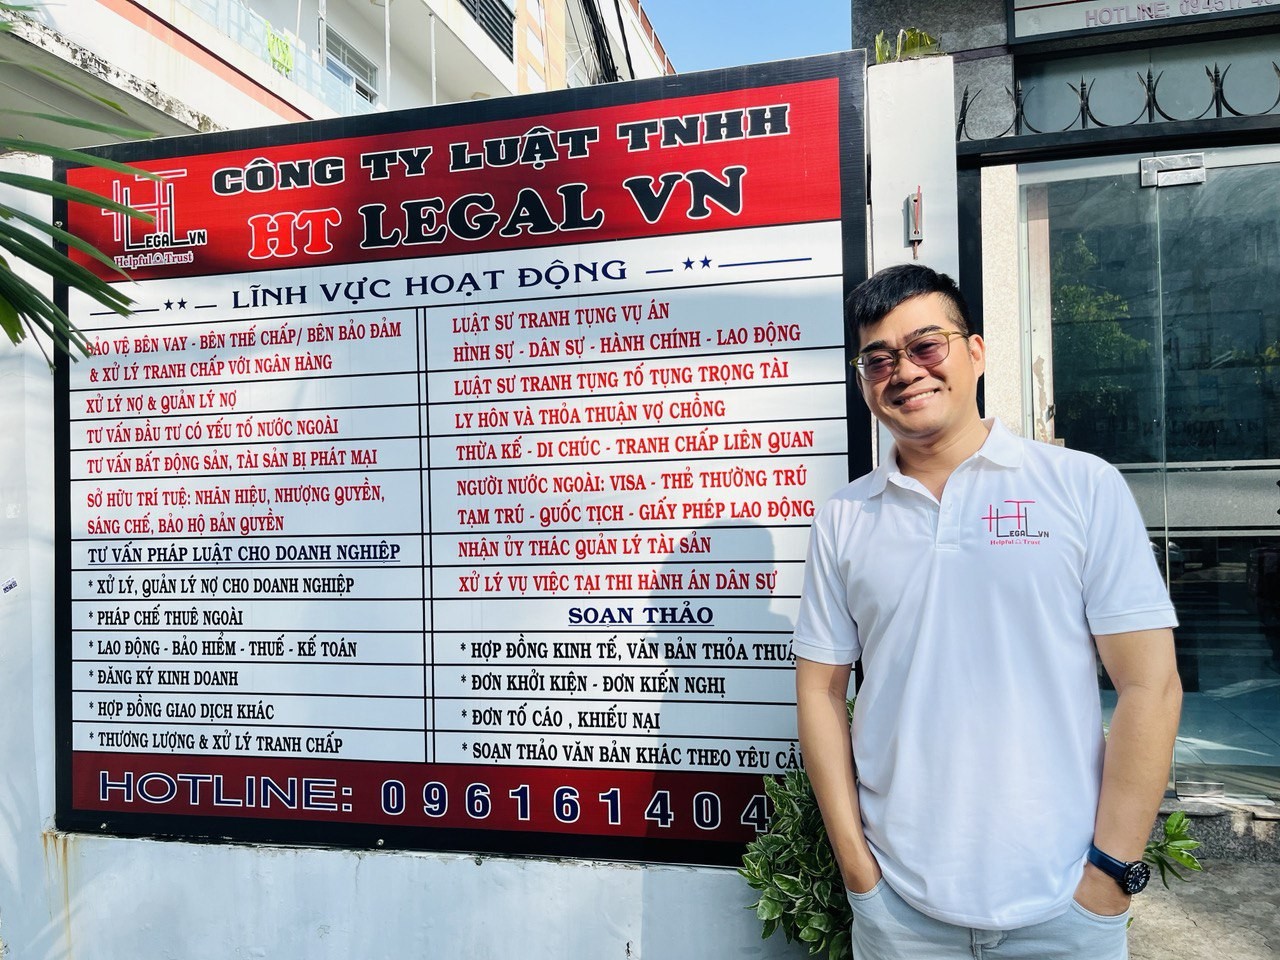 HOTLINE:
CÔNG TY LUẬT TNHH
HT LEGAL VN
LEGAL VN
Helpful & Trust
LĨNH VỰC HOẠT ĐỘNG
BẢO VỆ BÊN VAY - BÊN THẾ CHẤP/ BÊN BẢO ĐẢM
& XỬ LÝ TRANH CHẤP VỚI NGÂN HÀNG
XỬ LÝ NỢ & QUẢN LÝ NỢ
TƯ VẤN ĐẦU TƯ CÓ YẾU TỐ NƯỚC NGOÀI
TƯ VẤN BẤT ĐỘNG SẢN, TÀI SẢN BỊ PHÁT MẠI
SỞ HỮU TRÍ TUỆ: NHÃN HIỆU, NHƯỢNG QUYỀN,
SÁNG CHẾ, BẢO HỘ BẢN QUYỀN
TƯ VẤN PHÁP LUẬT CHO DOANH NGHIỆP
* XỬ LÝ, QUẢN LÝ NỢ CHO DOANH NGHIỆP
* PHÁP CHẾ THUÊ NGOÀI
* LAO ĐỘNG - BẢO HIỂM - THUẾ - KẾ TOÁN
* ĐĂNG KÝ KINH DOANH
* HỢP ĐỒNG GIAO DỊCH KHÁC
* THƯƠNG LƯỢNG & XỬ LÝ TRANH CHẤP
LUẬT SƯ TRANH TỤNG VỤ ÁN
HÌNH SỰ - DÂN SỰ - HÀNH CHÍNH - LAO ĐỘNG
LUẬT SƯ TRANH TỤNG TỐ TỤNG TRỌNG TÀI
LY HÔN VÀ THỎA THUẬN VỢ CHỒNG
THỪA KẾ - DI CHÚC - TRANH CHẤP LIÊN QUAN
NGƯỜI NƯỚC NGOÀI: VISA - THẺ THƯỜNG TRÚ
TẠM TRÚ - QUỐC TỊCH - GIẤY PHÉP LAO ĐỘNG
NHẬN ỦY THÁC QUẢN LÝ TÀI SẢN
XỬ LÝ VỤ VIỆC TẠI THI HÀNH ÁN DÂN SỰ
SOẠN THẢO
* HỢP ĐỒNG KINH TẾ, VĂN BẢN THỎA THUẬ
* ĐƠN KHỞI KIỆN - ĐƠN KIẾN NGHỊ
* ĐƠN TỐ CÁO , KHIẾU NẠI
* SOẠN THẢO VĂN BẢN KHÁC THEO YÊU CẦU
HOTLINE: 096161404
LEGAL VN
Helpful & Trust